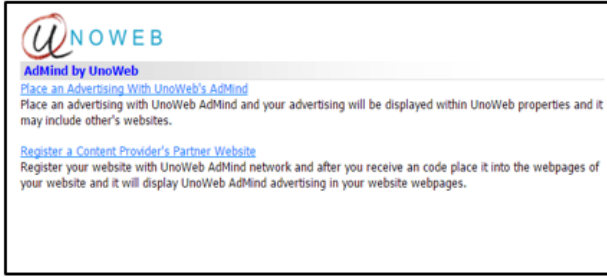 UNOWEB
AdMind by UnoWeb
Place an Advertising With UnoWeb's AdMind
Place an advertising with UnoWeb AdMind and your advertising will be displayed within UnoWeb properties and it
may include other's websites.
Register a Content Provider's Partner Website
Register your website with UnoWeb AdMind network and after you receive an code place it into the webpages of
your website and it will display UnoWeb AdMind advertising in your website webpages.